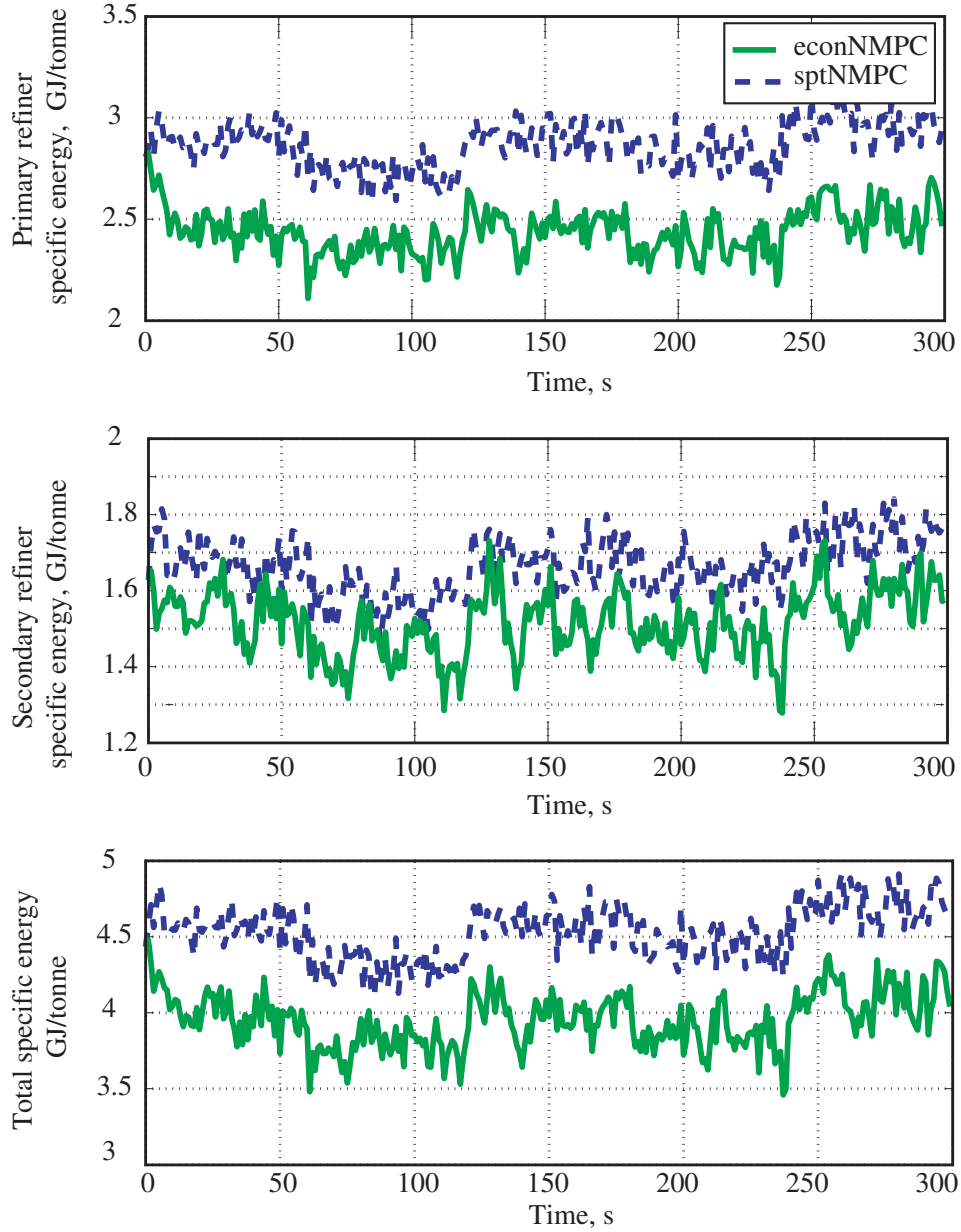 3.5
econNMPC
sptNMPC
3
2.5
2
Primary refiner
specific energy, GJ/tonne
0 50 100 150 200 250 300
Time, s
2
1.8
1.6
1.4
1.2
Secondary refiner
specific energy, GJ/tonne
0 50 100 150 200 250 300
Time, s
5
4.5
4
3.5
3
Total specific energy
GJ/tonne
0 50 100 150 200 250 300
Time, s